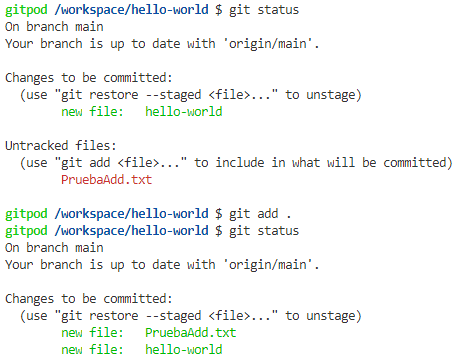 gitpod /workspace/hello-world $ git status
On branch main
Your branch is up to date with 'origin/main'.

Changes to be committed:
  (use "git restore --staged <file>..." to unstage)
        new file:   hello-world

Untracked files:
  (use "git add <file>..." to include in what will be committed)
        PruebaAdd.txt

gitpod /workspace/hello-world $ git add .
gitpod /workspace/hello-world $ git status
On branch main
Your branch is up to date with 'origin/main'.

Changes to be committed:
  (use "git restore --staged <file>..." to unstage)
        new file:   PruebaAdd.txt
        new file:   hello-world